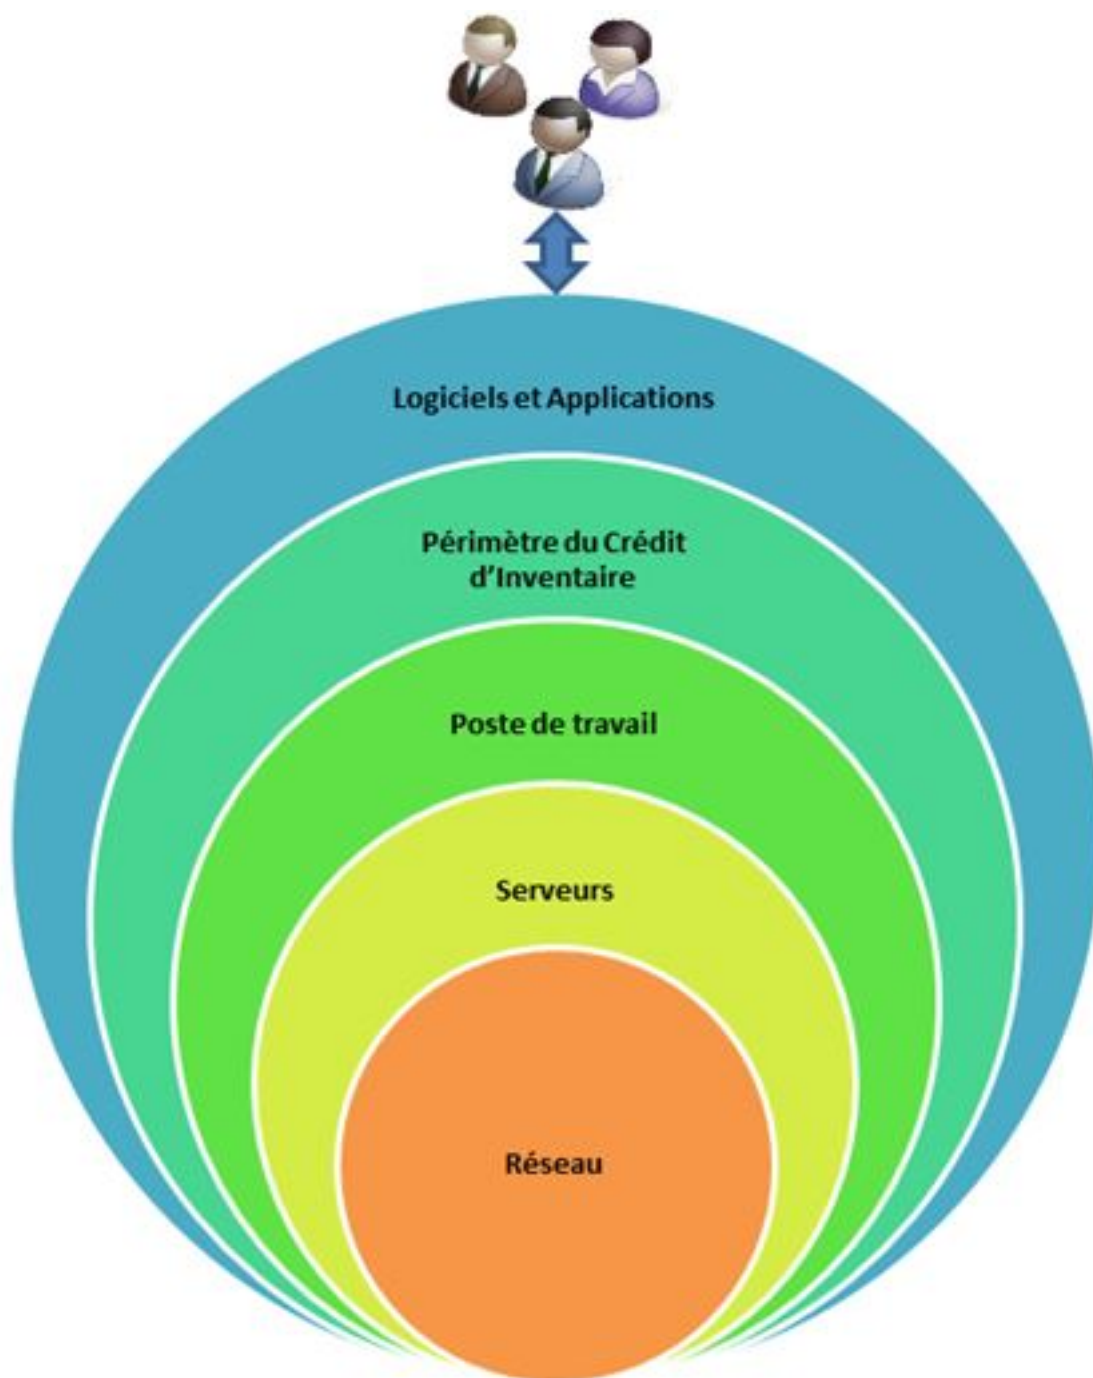 Logiciels et Applications
Périmètre du Crédit
d’Inventaire
Poste de travail
Serveurs
Réseau